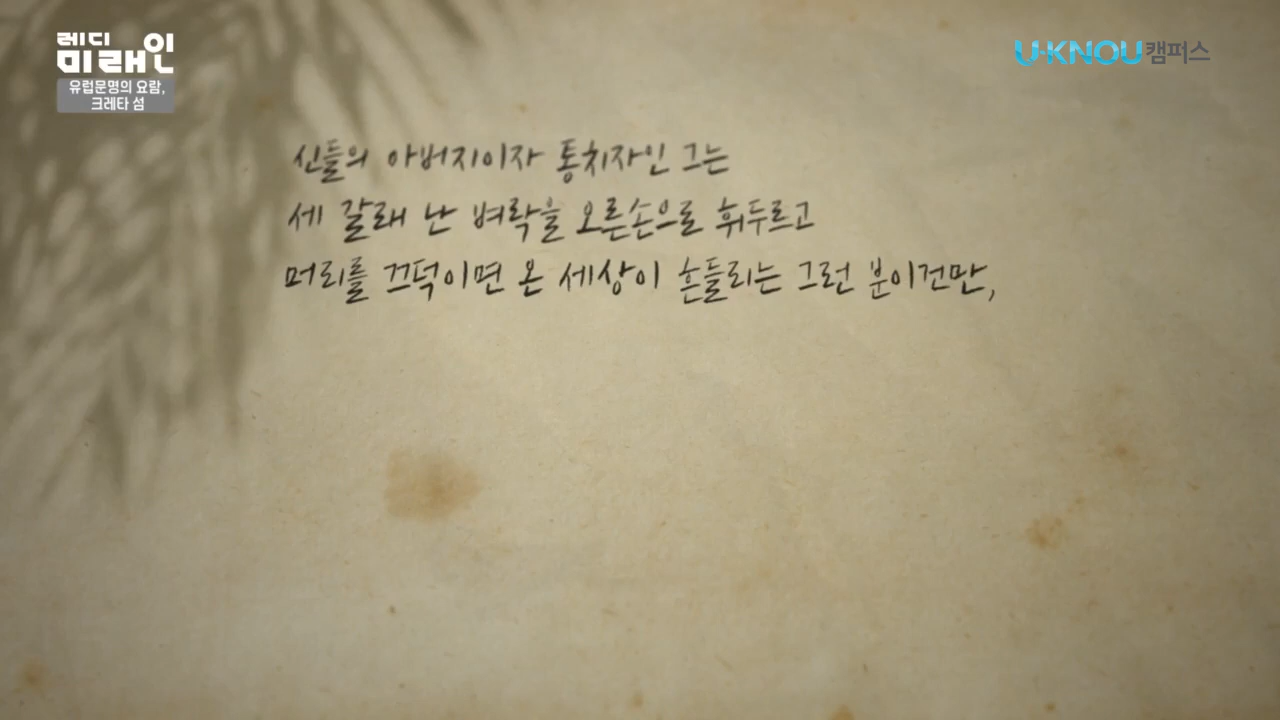 레디
미래인
유럽문명의 요람,
크레타 섬
U·KNOU캠퍼스
신들의 아버지이자 통치자인 그는
세 갈래 난 벼락을 오른손으로 휘두르고
머리를 끄덕이면 온 세상이 흔들리는 그런 분이건만,